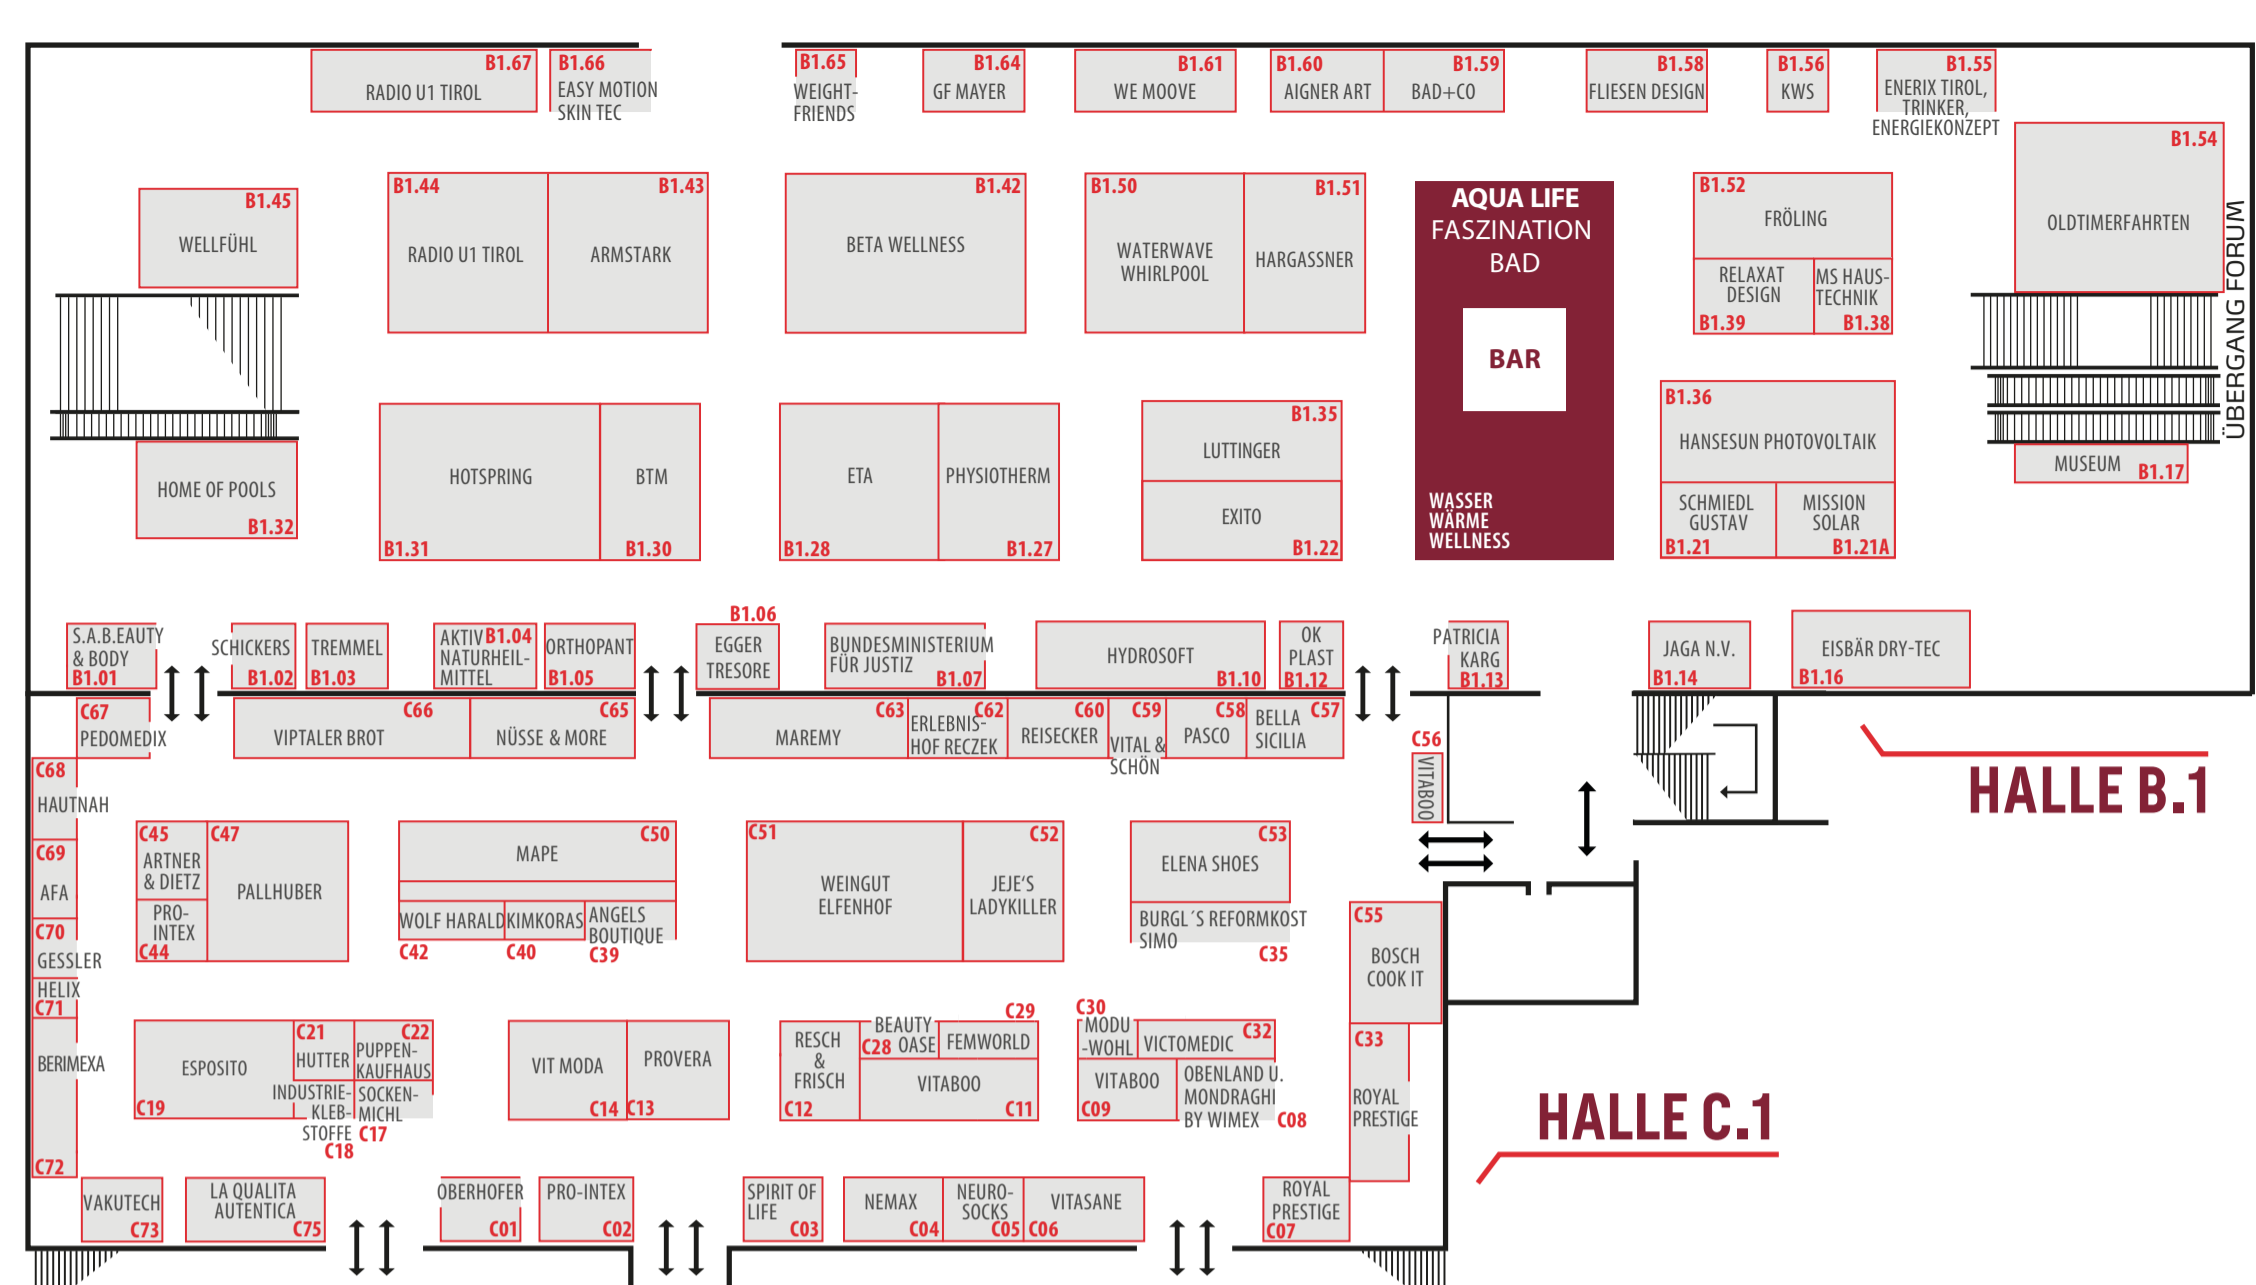 B1.67
RADIO U1 TIROL
B1.66
EASY MOTION
SKIN TEC
B1.65
WEIGHT-
FRIENDS
B1.64
GF MAYER
B1.61
WE MOOVE
B1.60
AIGNER ART
B1.59
BAD+CO
B1.58
FLIESEN DESIGN
B1.56
KWS
B1.55
ENERIX TIROL,
TRINKER,
ENERGIEKONZEPT
B1.54
OLDTIMERFAHRTEN
ÜBERGANG FORUM
B1.45
WELLFÜHL
B1.44
RADIO U1 TIROL
B1.43
ARMSTARK
B1.42
BETA WELLNESS
B1.50
WATERWAVE
WHIRLPOOL
B1.51
HARGASSNER
AQUA LIFE
FASZINATION
BAD
BAR
WASSER
WÄRME
WELLNESS
B1.52
FRÖLING
RELAXAT
DESIGN
B1.39
MS HAUS-
TECHNIK
B1.38
HOME OF POOLS
B1.32
HOTSPRING
B1.31
BTM
B1.30
ETA
B1.28
PHYSIOTHERM
B1.27
B1.35
LUTTINGER
EXITO
B1.22
B1.36
HANSESUN PHOTOVOLTAIK
SCHMIEDL
GUSTAV
B1.21
MISSION
SOLAR
B1.21A
MUSEUM
B1.17
S.A.B.EAUTY
& BODY
B1.01
SCHICKERS
B1.02
TREMMEL
B1.03
AKTIV B1.04
NATURHEIL-
MITTEL
ORTHOPANT
B1.05
B1.06
EGGER
TRESORE
BUNDESMINISTERIUM
FÜR JUSTIZ
B1.07
HYDROSOFT
B1.10
OK
PLAST
B1.12
PATRICIA
KARG
B1.13
JAGA N.V.
B1.14
EISBÄR DRY-TEC
B1.16
HALLE B.1
C67
PEDOMEDIX
C66
VIPTALER BROT
C65
NÜSSE & MORE
C63
MAREMY
C62
ERLEBNIS-
HOF RECZEK
C60
REISECKER
C59
VITAL &
SCHÖN
C58
PASCO
C57
BELLA
SICILIA
C56
VITABOO
C68
HAUTNAH
C69
AFA
C70
GESSLER
HELIX
C71
BERIMEXA
C72
C45
ARTNER
& DIETZ
PRO-
INTEX
C44
C47
PALLHUBER
C50
MAPE
WOLF HARALD
C42
KIMKORAS
C40
ANGELS
BOUTIQUE
C39
C51
WEINGUT
ELFENHOF
C52
JEJE'S
LADYKILLER
C53
ELENA SHOES
BURGL´S REFORMKOST
SIMO
C35
C55
BOSCH
COOK IT
C33
ROYAL
PRESTIGE
ESPOSITO
C19
C21
HUTTER
C22
PUPPEN-
KAUFHAUS
INDUSTRIE-
KLEB-
STOFFE
C18
SOCKEN-
MICHL
C17
VIT MODA
C14
PROVERA
C13
RESCH
&
FRISCH
C12
BEAUTY
C28 OASE
C29
FEMWORLD
VITABOO
C11
C30
MODU
-WOHL
C32
VICTOMEDIC
VITABOO
C09
OBENLAND U.
MONDRAGHI
BY WIMEX C08
HALLE C.1
VAKUTECH
C73
LA QUALITA
AUTENTICA
C75
OBERHOFER
C01
PRO-INTEX
C02
SPIRIT OF
LIFE
C03
NEMAX
C04
NEURO-
SOCKS
C05
VITASANE
C06
ROYAL
PRESTIGE
C07